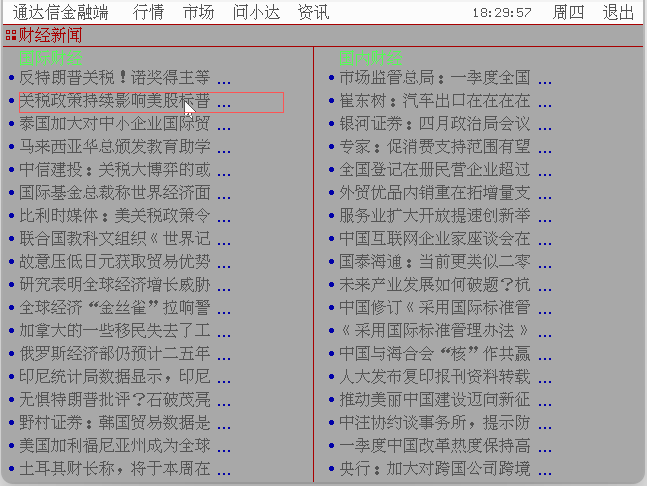 通达信金融端 行情 市场 问小达 资讯 18:29:57 周四 退出
财经新闻
国际财经
反特朗普关税！诺奖得主等 ...
关税政策持续影响美股标普 ...
泰国加大对中小企业国际贸 ...
马来西亚华总颁发教育助学 ...
中信建投：关税大博弈的或 ...
国际基金总裁称世界经济面 ...
比利时媒体：美关税政策令 ...
联合国教科文组织《世界记 ...
故意压低日元获取贸易优势 ...
研究表明全球经济增长威胁 ...
全球经济“金丝雀”拉响警 ...
加拿大的一些移民失去了工 ...
俄罗斯经济部仍预计二五年 ...
印尼统计局数据显示，印尼 ...
无惧特朗普批评？石破茂亮 ...
野村证券：韩国贸易数据是 ...
美国加利福尼亚州成为全球 ...
土耳其财长称，将于本周在 ...
国内财经
市场监管总局：一季度全国 ...
崔东树：汽车出口在在在在 ...
银河证券：四月政治局会议 ...
专家：促消费支持范围有望 ...
全国登记在册民营企业超过 ...
外贸优品内销重在拓增量支 ...
服务业扩大开放提速创新举 ...
中国互联网企业家座谈会在 ...
国泰海通：当前更类似二零 ...
未来产业发展如何破题？杭 ...
中国修订《采用国际标准管 ...
《采用国际标准管理办法》 ...
中国与海合会“核”作共赢 ...
人大发布复印报刊资料转载 ...
推动美丽中国建设迈向新征 ...
中注协约谈事务所，提示防 ...
一季度中国改革热度保持高 ...
央行：加大对跨国公司跨境 ...